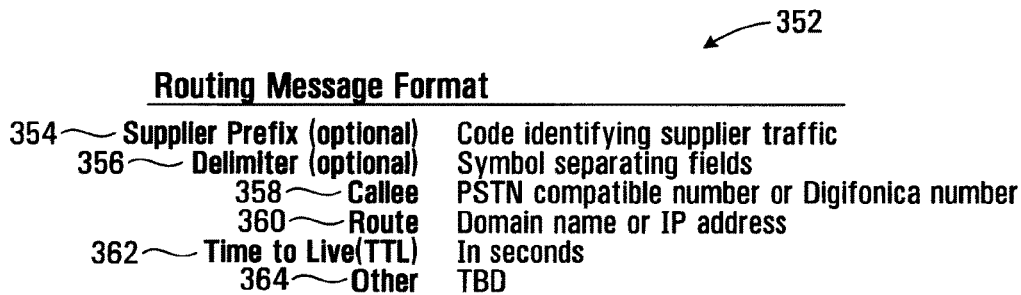 352
Routing Message Format
354 Supplier Prefix (optional) Code identifying supplier traffic
356 Delimiter (optional) Symbol separating fields
358 Callee PSTN compatible number or Digifonica number
360 Route Domain name or IP address
362 Time to Live(TTL) In seconds
364 Other TBD